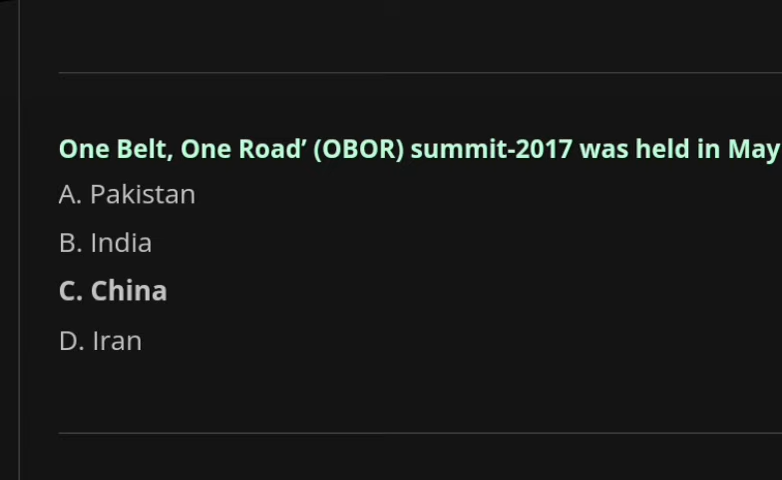 One Belt, One Road’ (OBOR) summit-2017 was held in May
A. Pakistan
B. India
C. China
D. Iran